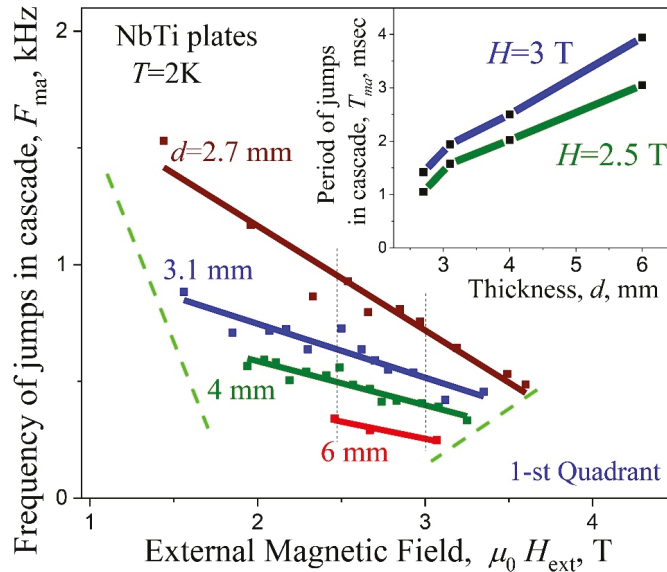 Frequency of jumps in cascade, F_ma, kHz
2
1
0
NbTi plates
T=2K
d=2.7 mm
3.1 mm
4 mm
6 mm
1-st Quadrant
1
2
3
4
External Magnetic Field, μ0 Hext, T
Period of jumps
in cascade, Tma, msec
4
3
2
1
0
H=3 T
H=2.5 T
3
4
5
6
Thickness, d, mm